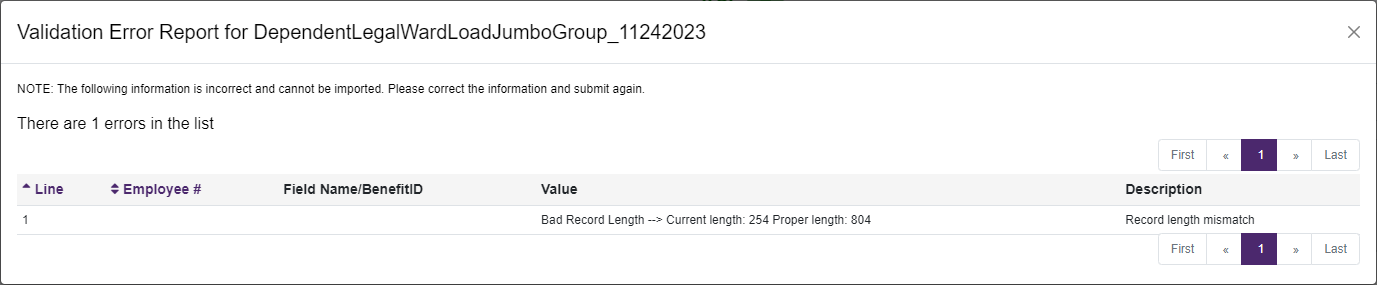 Validation Error Report for DependentLegalWardLoadJumboGroup_11242023
NOTE: The following information is incorrect and cannot be imported. Please correct the information and submit again.
There are 1 errors in the list
First « 1 » Last
Line Employee # Field Name/BenefitID Value Description
1 Bad Record Length --> Current length: 254 Proper length: 804 Record length mismatch
First « 1 » Last